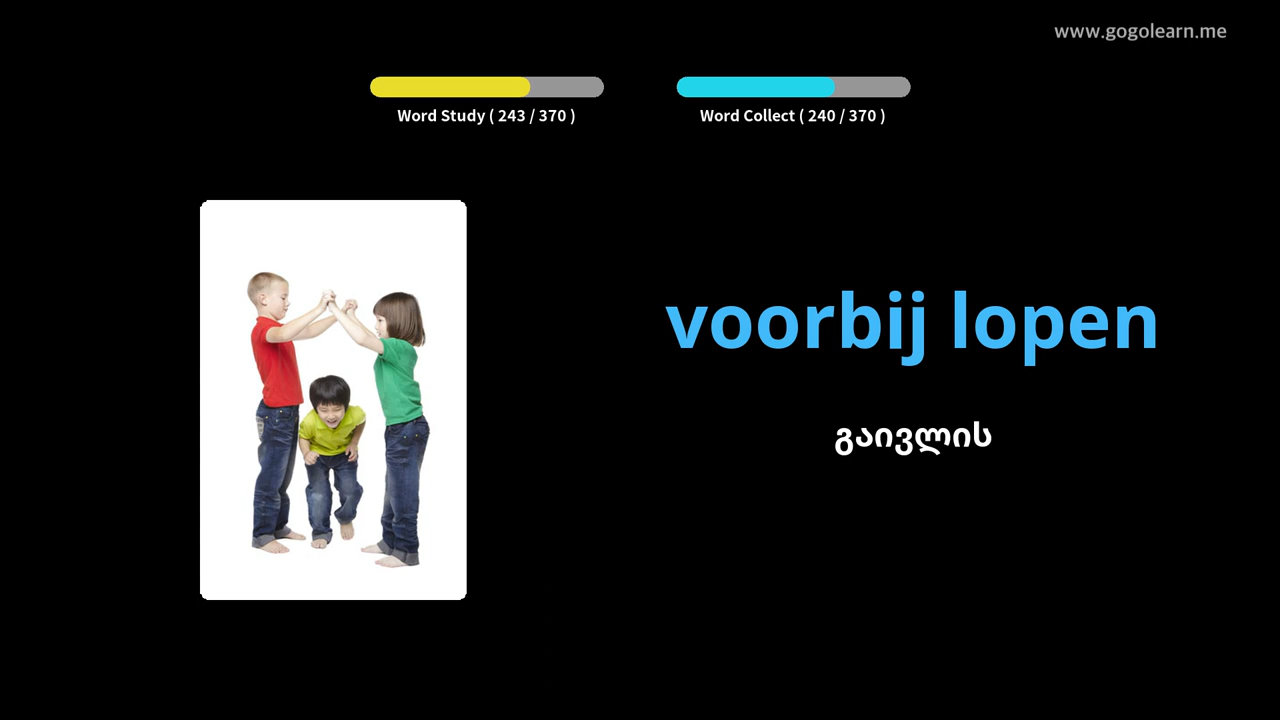 www.gogolearn.me
Word Study ( 243 / 370 )
Word Collect ( 240 / 370 )
voorbij lopen
გაივლის